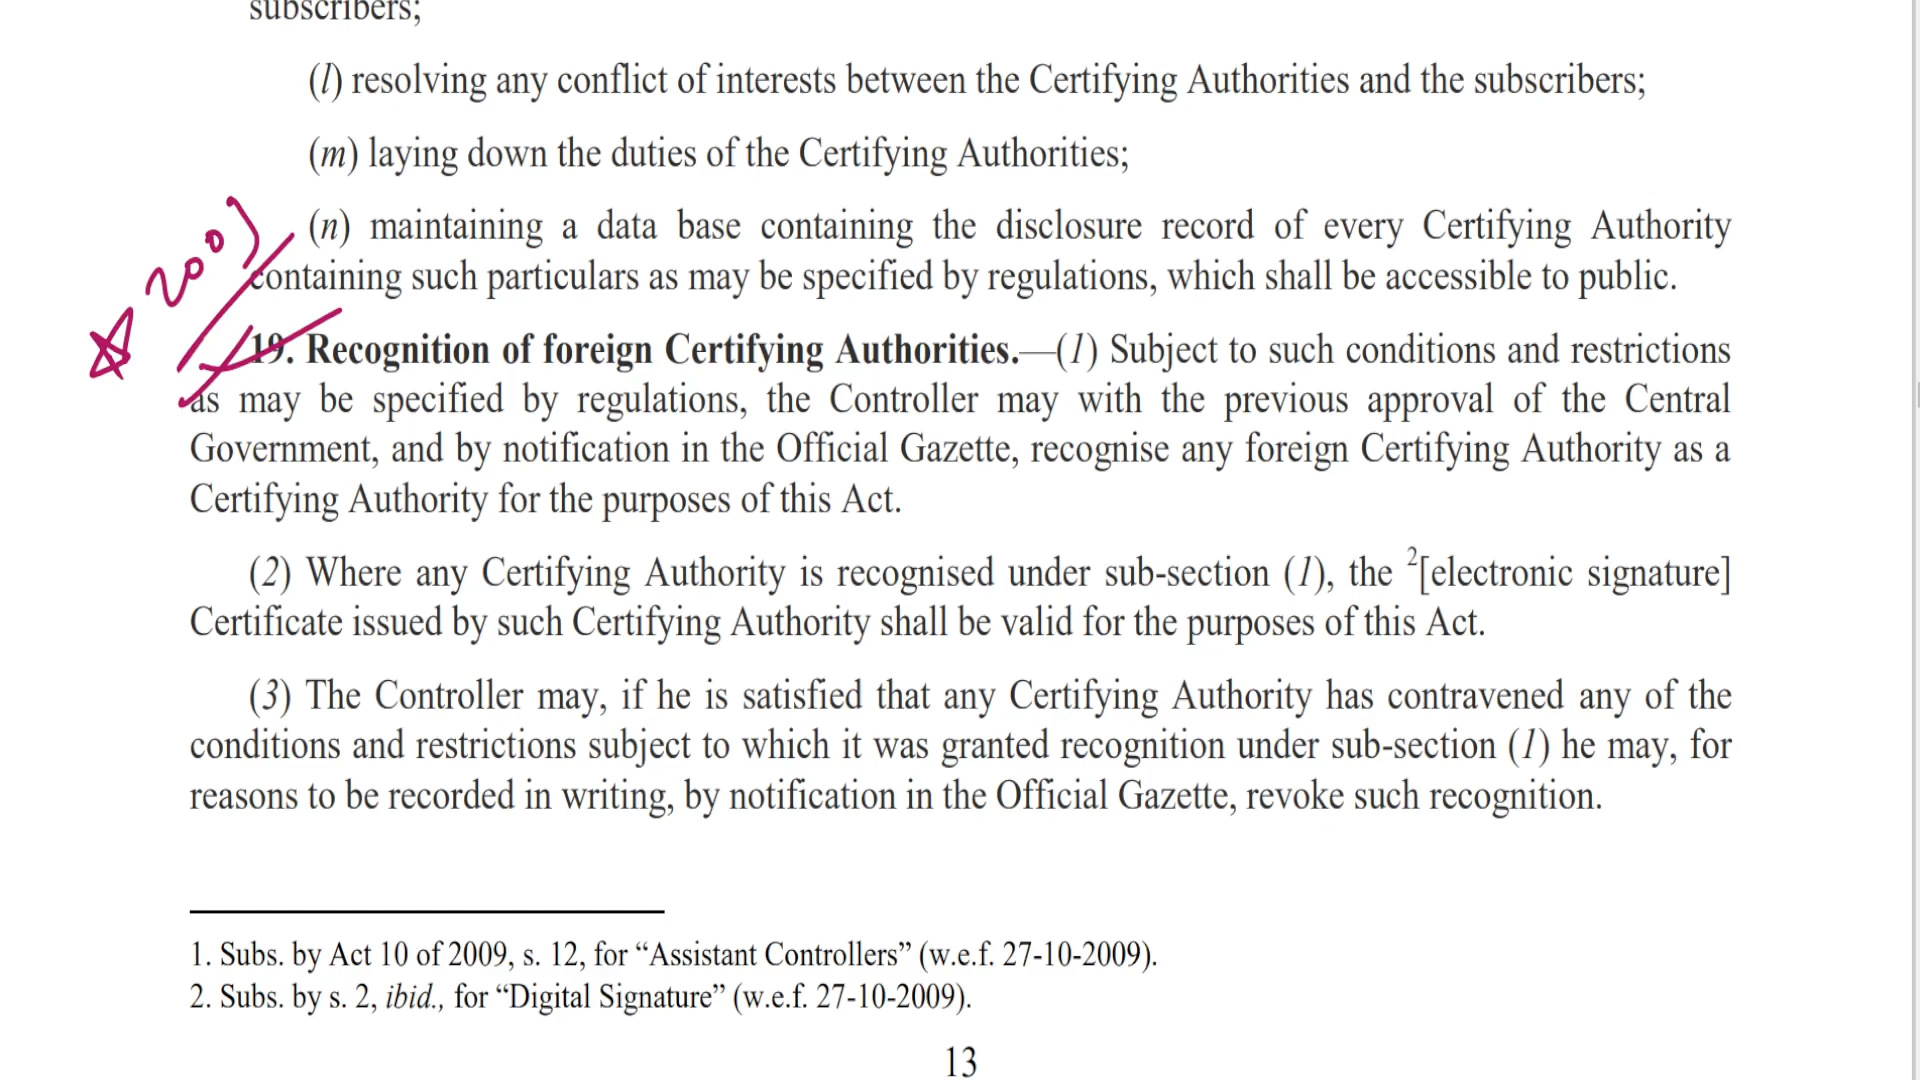 subscribers;
(l) resolving any conflict of interests between the Certifying Authorities and the subscribers;
(m) laying down the duties of the Certifying Authorities;
(n) maintaining a data base containing the disclosure record of every Certifying Authority
containing such particulars as may be specified by regulations, which shall be accessible to public.
19. Recognition of foreign Certifying Authorities.—(1) Subject to such conditions and restrictions
as may be specified by regulations, the Controller may with the previous approval of the Central
Government, and by notification in the Official Gazette, recognise any foreign Certifying Authority as a
Certifying Authority for the purposes of this Act.
(2) Where any Certifying Authority is recognised under sub-section (1), the 2[electronic signature]
Certificate issued by such Certifying Authority shall be valid for the purposes of this Act.
(3) The Controller may, if he is satisfied that any Certifying Authority has contravened any of the
conditions and restrictions subject to which it was granted recognition under sub-section (1) he may, for
reasons to be recorded in writing, by notification in the Official Gazette, revoke such recognition.
1. Subs. by Act 10 of 2009, s. 12, for “Assistant Controllers” (w.e.f. 27-10-2009).
2. Subs. by s. 2, ibid., for “Digital Signature” (w.e.f. 27-10-2009).
13